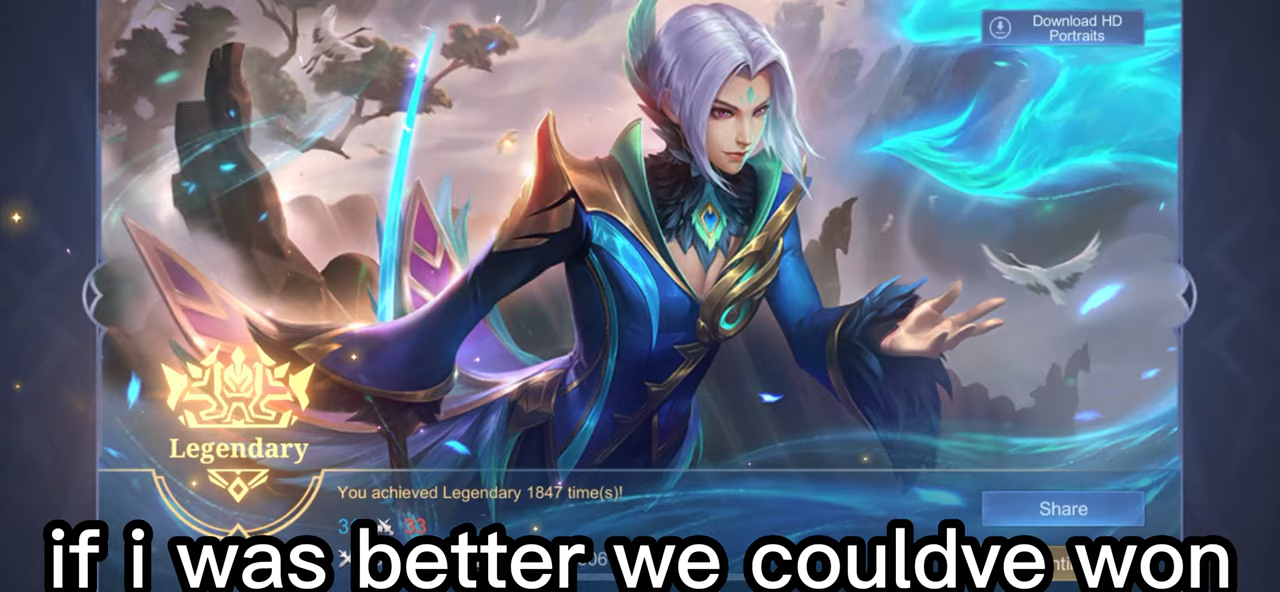 Download HD
Portraits
Legendary
You achieved Legendary 1847 time(s)!
33
Share
if i was better we couldve won